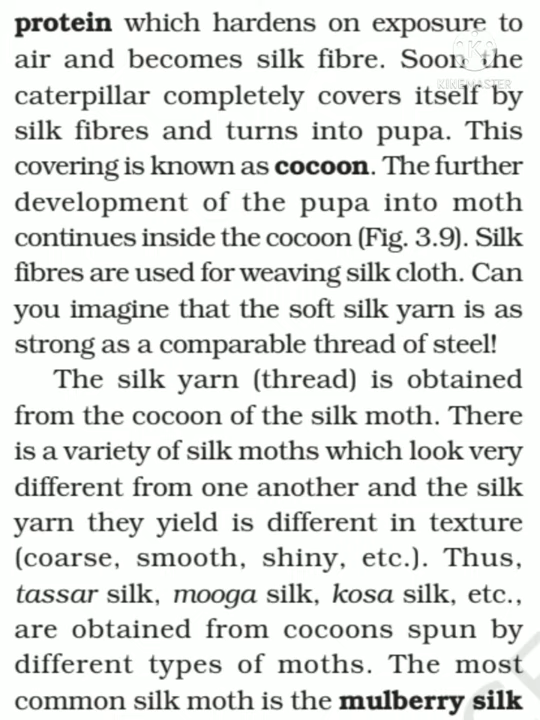 protein which hardens on exposure to
air and becomes silk fibre. Soon the
KINEMASTER
caterpillar completely covers itself by
silk fibres and turns into pupa. This
covering is known as cocoon. The further
development of the pupa into moth
continues inside the cocoon (Fig. 3.9). Silk
fibres are used for weaving silk cloth. Can
you imagine that the soft silk yarn is as
strong as a comparable thread of steel!
The silk yarn (thread) is obtained
from the cocoon of the silk moth. There
is a variety of silk moths which look very
different from one another and the silk
yarn they yield is different in texture
(coarse, smooth, shiny, etc.). Thus,
tassar silk, mooga silk, kosa silk, etc.,
are obtained from cocoons spun by
different types of moths. The most
common silk moth is the mulberry silk